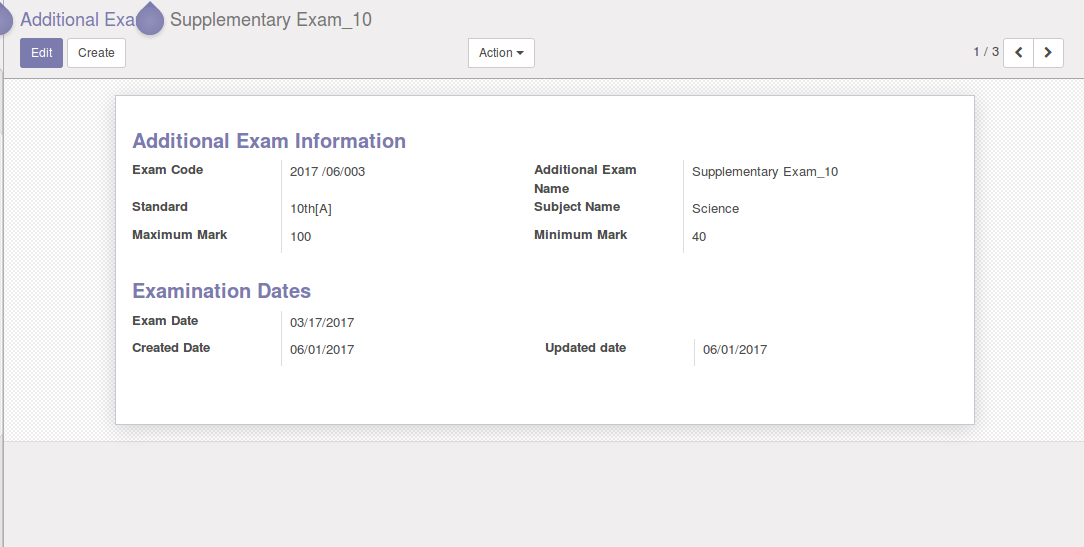 Additional Exa Supplementary Exam_10
Edit Create Action 1 / 3
Additional Exam Information
Exam Code 2017 /06/003 Additional Exam Name Supplementary Exam_10
Standard 10th[A] Subject Name Science
Maximum Mark 100 Minimum Mark 40
Examination Dates
Exam Date 03/17/2017
Created Date 06/01/2017 Updated date 06/01/2017